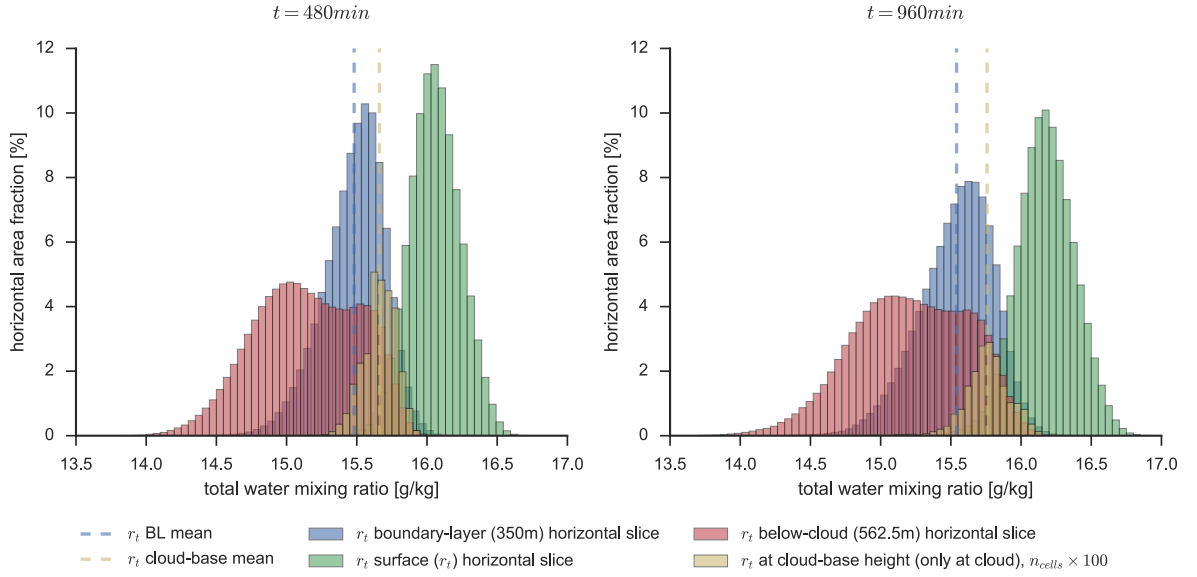 t = 480min
t = 960min
horizontal area fraction [%]
12
10
8
6
4
2
0
13.5 14.0 14.5 15.0 15.5 16.0 16.5 17.0
total water mixing ratio [g/kg]
horizontal area fraction [%]
12
10
8
6
4
2
0
13.5 14.0 14.5 15.0 15.5 16.0 16.5 17.0
total water mixing ratio [g/kg]
r_t BL mean
r_t cloud-base mean
r_t boundary-layer (350m) horizontal slice
r_t surface (r_t) horizontal slice
r_t below-cloud (562.5m) horizontal slice
r_t at cloud-base height (only at cloud), n_cells × 100